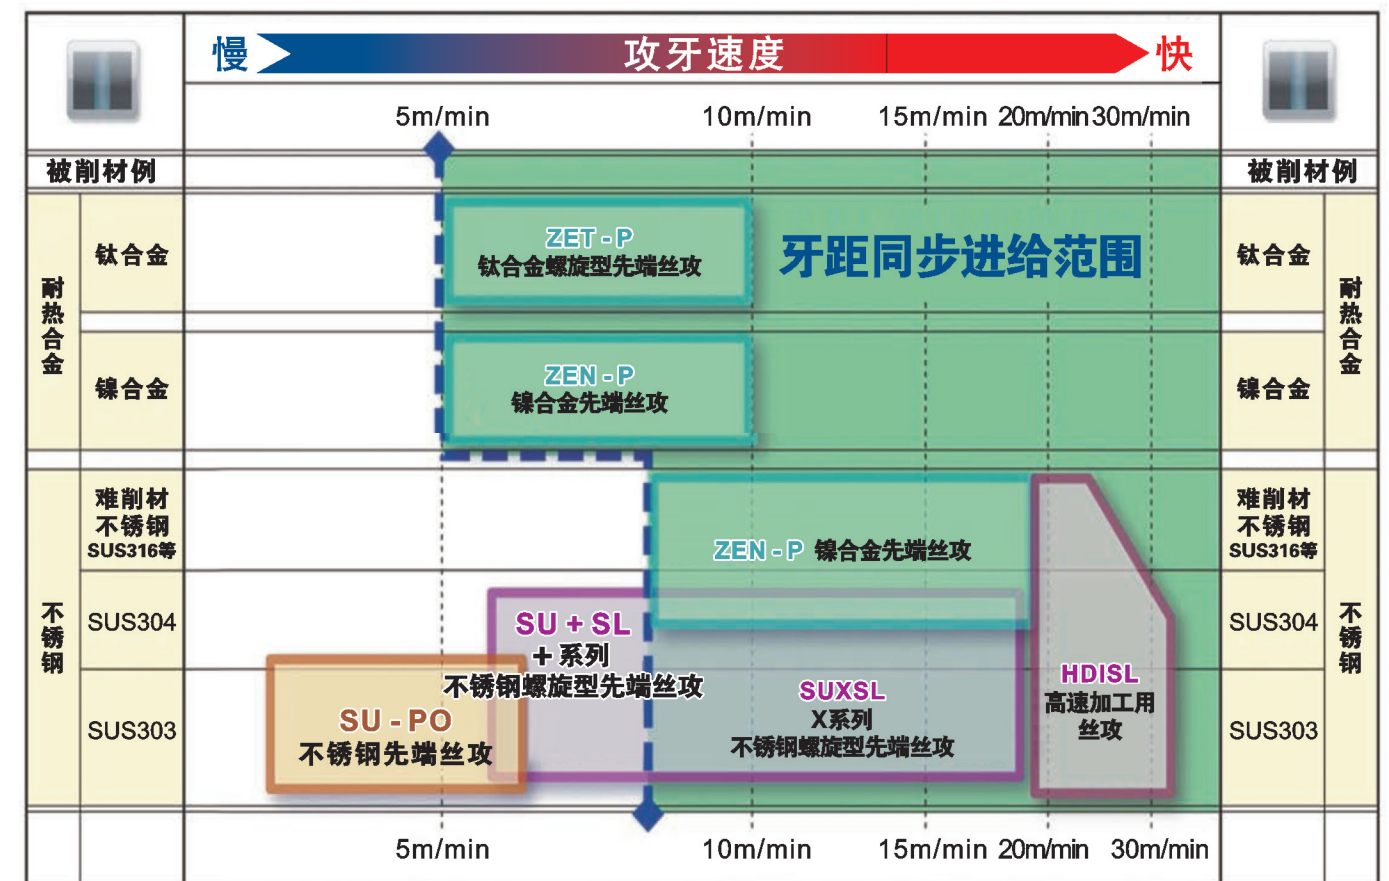 慢 攻牙速度 快
5m/min 10m/min 15m/min 20m/min 30m/min
被削材例 被削材例
耐热合金
钛合金
ZET - P
钛合金螺旋型先端丝攻
牙距同步进给范围
钛合金
耐热合金
镍合金
ZEN - P
镍合金先端丝攻
镍合金
不锈钢
难削材
不锈钢
SUS316等
ZEN - P 镍合金先端丝攻
难削材
不锈钢
SUS316等
不锈钢
SUS304
SU + SL
+ 系列
不锈钢螺旋型先端丝攻
SUS304
SUS303
SU - PO
不锈钢先端丝攻
SUXSL
X系列
不锈钢螺旋型先端丝攻
HDISL
高速加工用
丝攻
SUS303
5m/min 10m/min 15m/min 20m/min 30m/min